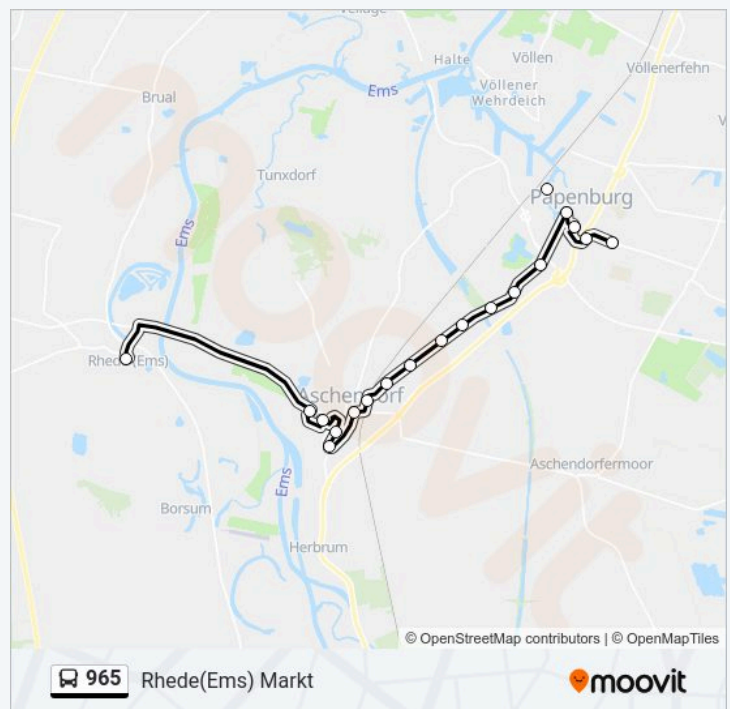 Brual
Halte
Völlen
Völlenerfehn
Ems
Völlener
Wehrdeich
Tunxdorf
Papenburg
Ems
Rhede(Ems)
Aschendorf
Aschendorfermoor
Ems
Borsum
Herbrum
© OpenStreetMap contributors | © OpenMapTiles
965 Rhede(Ems) Markt
moovit